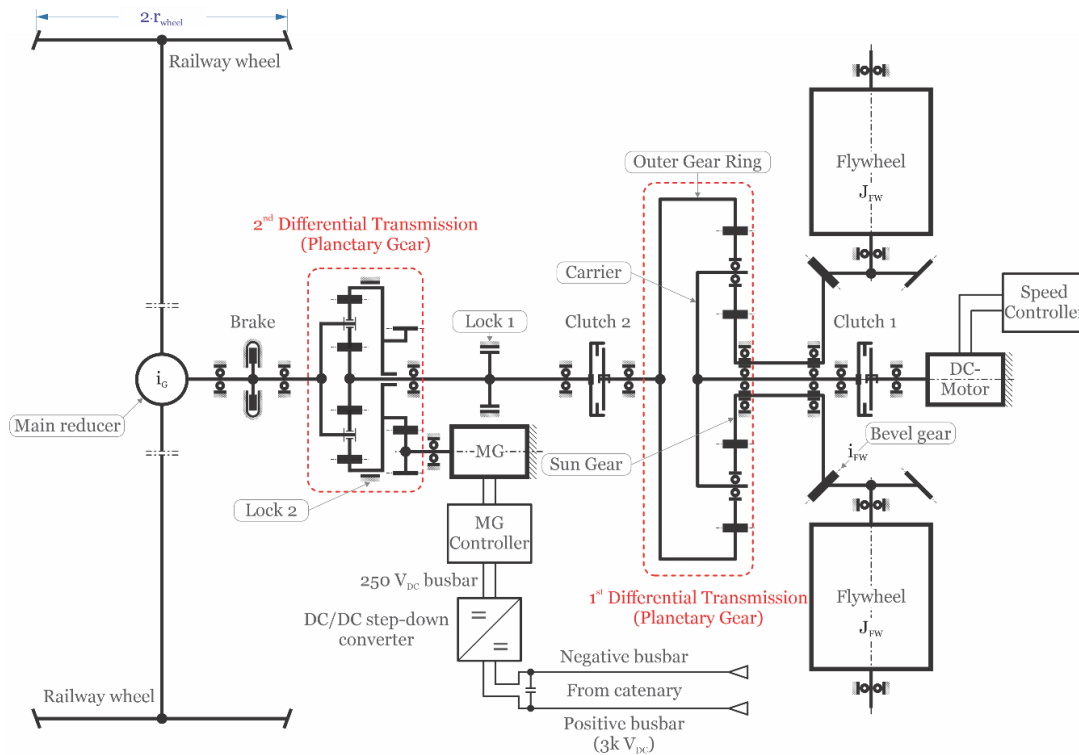 2·r_wheel
Railway wheel
Outer Gear Ring
Flywheel
J_FW
2nd Differential Transmission
(Planetary Gear)
Carrier
Speed
Controller
Brake
Lock 1
Clutch 2
Clutch 1
i_G
DC-
Motor
Main reducer
MG
Sun Gear
i_FW
Bevel gear
Lock 2
MG
Controller
250 V_DC busbar
1st Differential Transmission
(Planetary Gear)
Flywheel
J_FW
DC/DC step-down
converter
Negative busbar
From catenary
Railway wheel
Positive busbar
(3k V_DC)